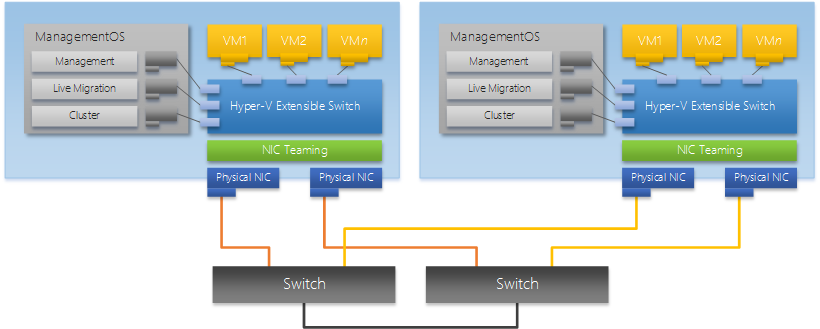 ManagementOS
Management
Live Migration
Cluster
VM1 VM2 VMn
Hyper-V Extensible Switch
NIC Teaming
Physical NIC Physical NIC
ManagementOS
Management
Live Migration
Cluster
VM1 VM2 VMn
Hyper-V Extensible Switch
NIC Teaming
Physical NIC Physical NIC
Switch Switch